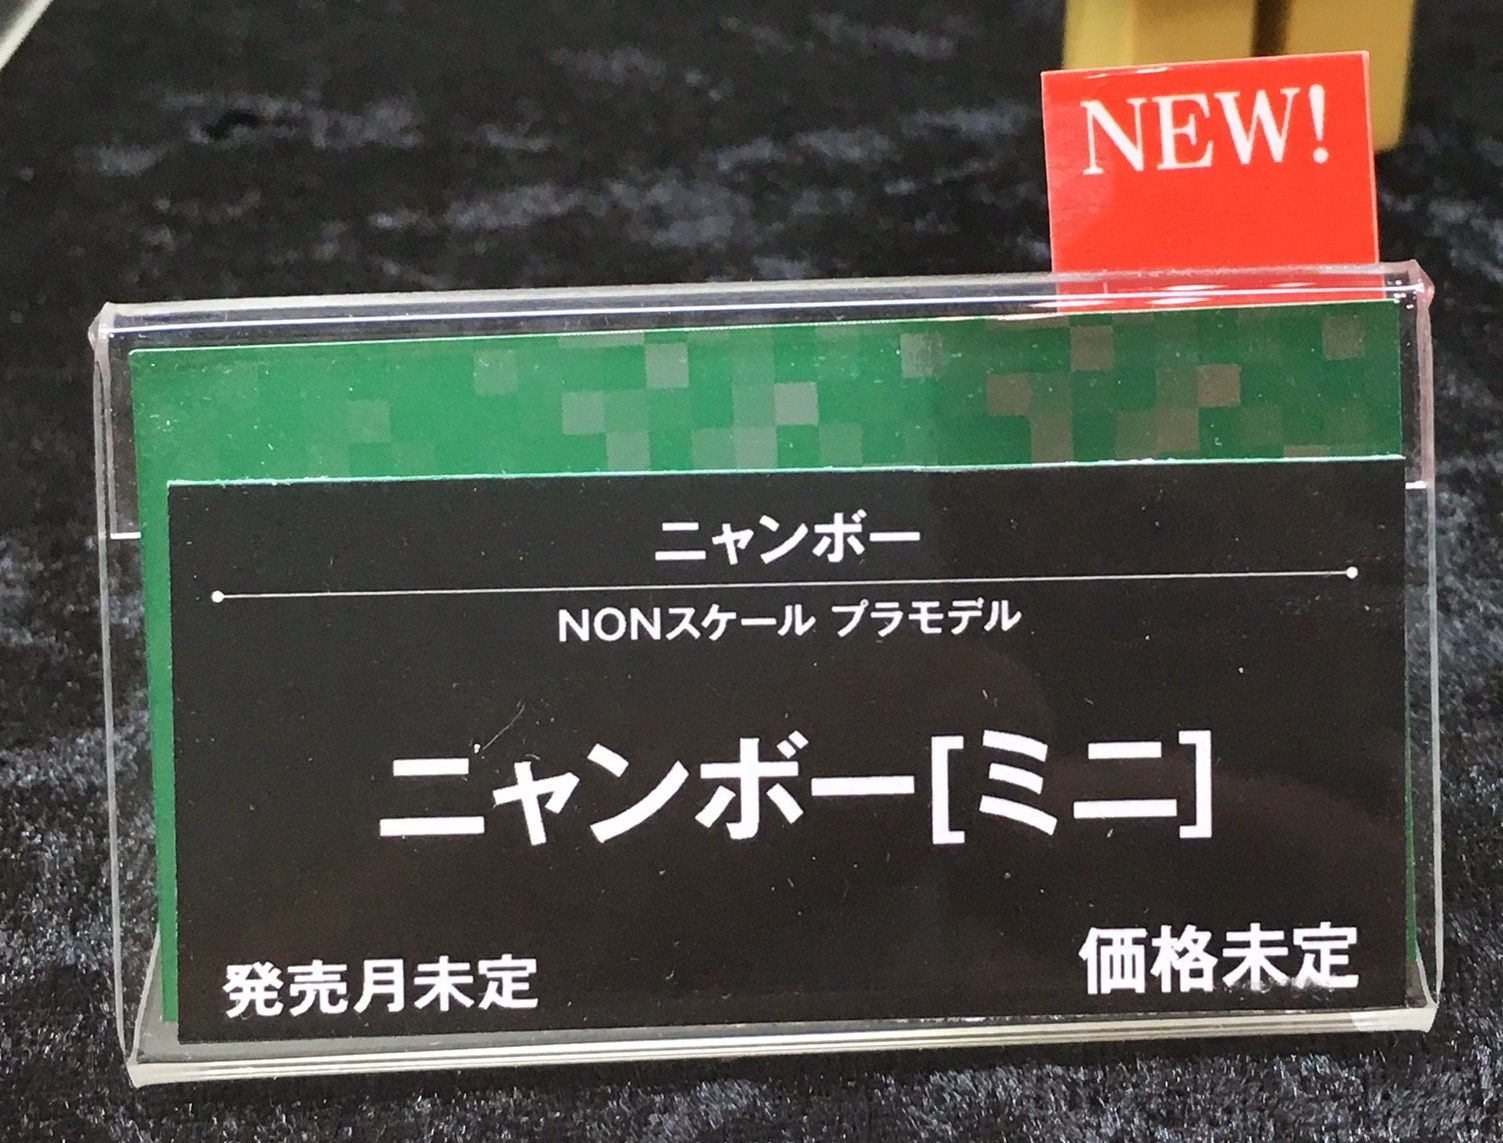 NEW!
ニャンボー
NONスケール プラモデル
ニャンボー[ミニ]
発売月未定
価格未定